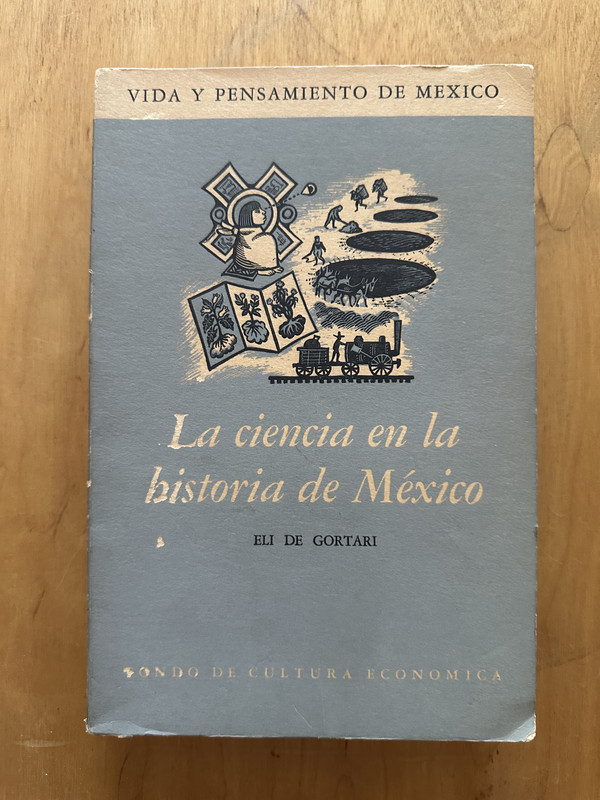 VIDA Y PENSAMIENTO DE MEXICO
La ciencia en la
historia de México
ELI DE GORTARI
FONDO DE CULTURA ECONOMICA